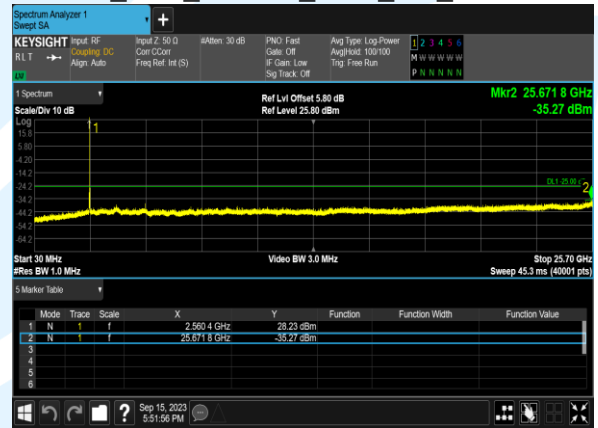 Spectrum Analyzer 1
Swept SA
KEYSIGHT Input: RF Input Z: 50 Ω #Atten: 30 dB PNO: Fast Avg Type: Log-Power 1 2 3 4 5 6
RLT Coupling: DC Corr CCorr Gate: Off Avg|Hold: 100/100 M W W W W W
Align: Auto Freq Ref: Int (S) IF Gain: Low Trig: Free Run
Sig Track: Off P N N N N N
1 Spectrum Ref Lvl Offset 5.80 dB Mkr2 25.671 8 GHz
Scale/Div 10 dB Ref Level 25.80 dBm -35.27 dBm
Log
15.8 1
5.80
-4.20
-14.2
-24.2 DL1 -25.00 2
-34.2
-44.2
-54.2
-64.2
Start 30 MHz Video BW 3.0 MHz Stop 25.70 GHz
#Res BW 1.0 MHz Sweep 45.3 ms (40001 pts)
5 Marker Table
Mode Trace Scale X Y Function Function Width Function Value
1 N 1 f 2.560 4 GHz 28.23 dBm
2 N 1 f 25.671 8 GHz -35.27 dBm
3
4
5
6
? Sep 15, 2023
5:51:56 PM